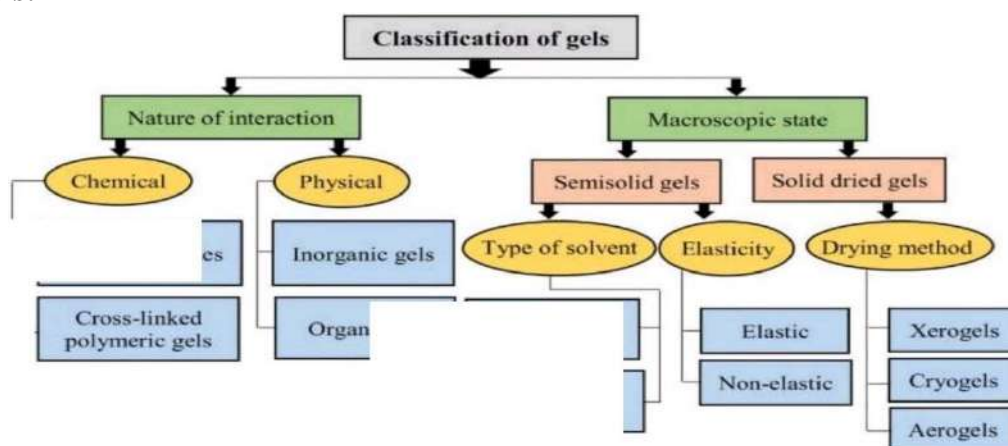 Classification of gels
Nature of interaction
Macroscopic state
Chemical
Physical
Semisolid gels
Solid dried gels
es
Inorganic gels
Type of solvent
Elasticity
Drying method
Cross-linked
polymeric gels
Organ
Elastic
Xerogels
Non-elastic
Cryogels
Aerogels